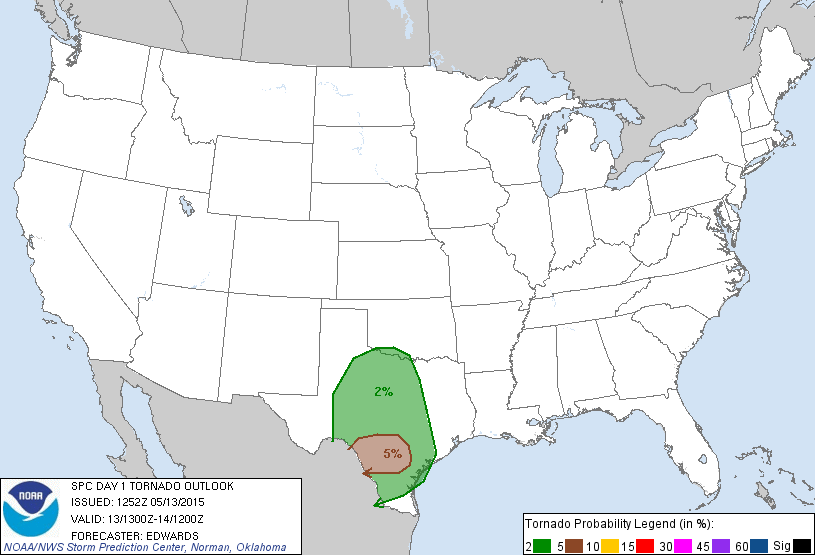 2%
5%
NOAA
SPC DAY 1 TORNADO OUTLOOK
ISSUED: 1252Z 05/13/2015
VALID: 13/1300Z-14/1200Z
FORECASTER: EDWARDS
NOAA/NWS Storm Prediction Center, Norman, Oklahoma
Tornado Probability Legend (in %):
2 5 10 15 30 45 60 Sig